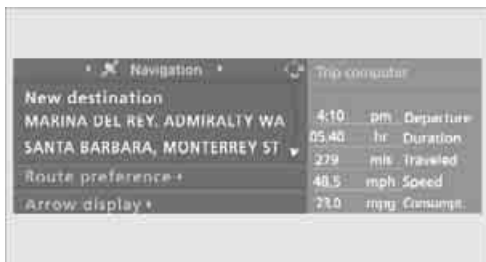 Navigation
New destination
MARINA DEL REY, ADMIRALTY WA
SANTA BARBARA, MONTERREY ST
Route preference
Arrow display
Trip computer
4:10 pm Departure
05.40 hr Duration
279 mls Traveled
48.5 mph Speed
23.0 mpg Consumpt.